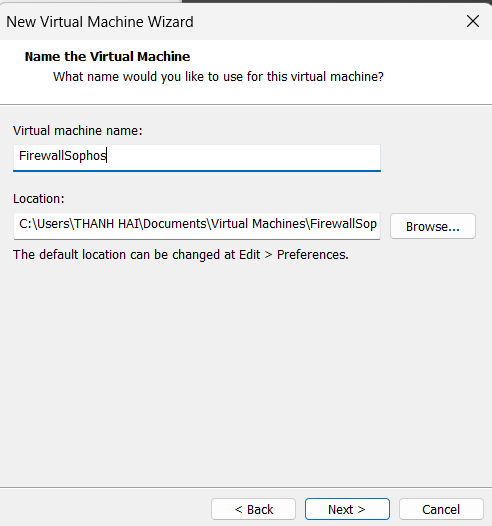 New Virtual Machine Wizard
Name the Virtual Machine
What name would you like to use for this virtual machine?
Virtual machine name:
FirewallSophos
Location:
C:\Users\THANH HAI\Documents\Virtual Machines\FirewallSop
Browse...
The default location can be changed at Edit > Preferences.
< Back Next > Cancel